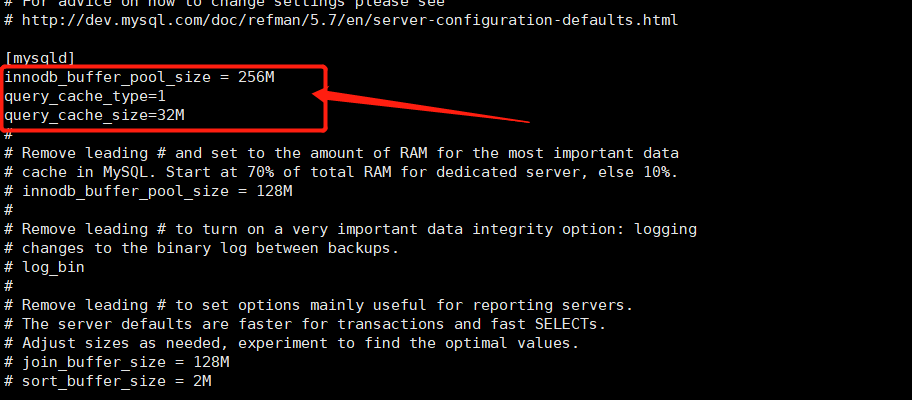 # For advice on how to change settings please see
# http://dev.mysql.com/doc/refman/5.7/en/server-configuration-defaults.html
[mysqld]
innodb_buffer_pool_size = 256M
query_cache_type=1
query_cache_size=32M
#
# Remove leading # and set to the amount of RAM for the most important data
# cache in MySQL. Start at 70% of total RAM for dedicated server, else 10%.
# innodb_buffer_pool_size = 128M
#
# Remove leading # to turn on a very important data integrity option: logging
# changes to the binary log between backups.
# log_bin
#
# Remove leading # to set options mainly useful for reporting servers.
# The server defaults are faster for transactions and fast SELECTs.
# Adjust sizes as needed, experiment to find the optimal values.
# join_buffer_size = 128M
# sort_buffer_size = 2M